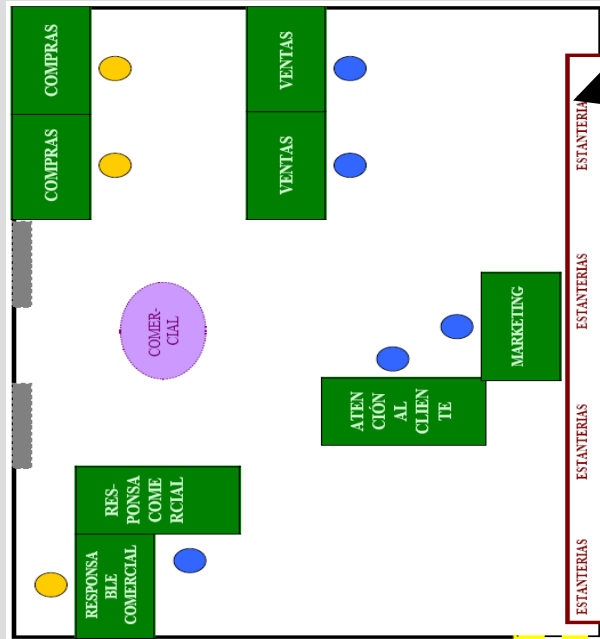 COMPRAS
VENTAS
COMPRAS
VENTAS
ESTANTERIAS
ESTANTERIAS
COMER-
CIAL
MARKETING
ATEN
CIÓN
AL
CLIEN
TE
ESTANTERIAS
RES-
PONSA
COME
RCIAL
RESPONSA
BLE
COMERCIAL
ESTANTERIAS